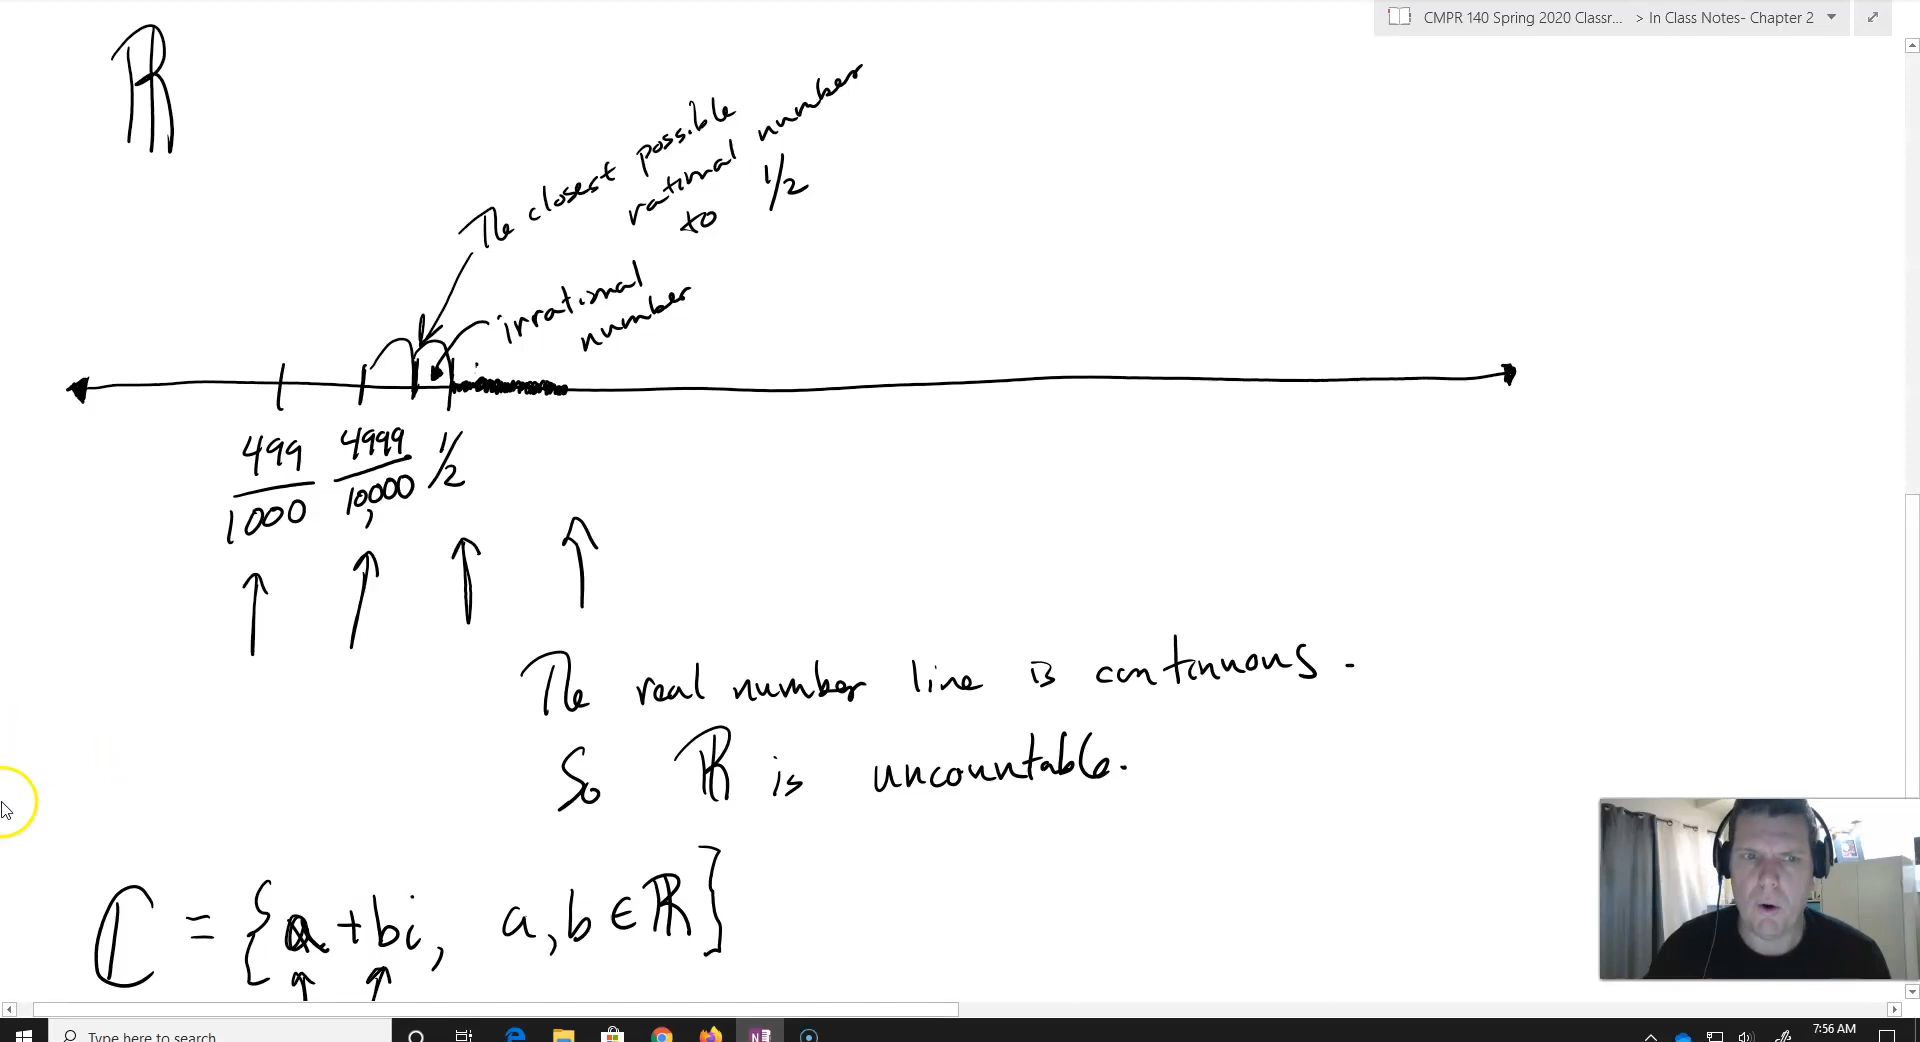 CMPR 140 Spring 2020 Classr... > In Class Notes- Chapter 2
ℝ
The closest possible
rational number
to 1/2
irrational
number
499/1000 4999/10,000 1/2
The real number line is continuous.
So ℝ is uncountable.
ℂ = {a+bi, a,b ∈ ℝ}
Type here to search
7:56 AM